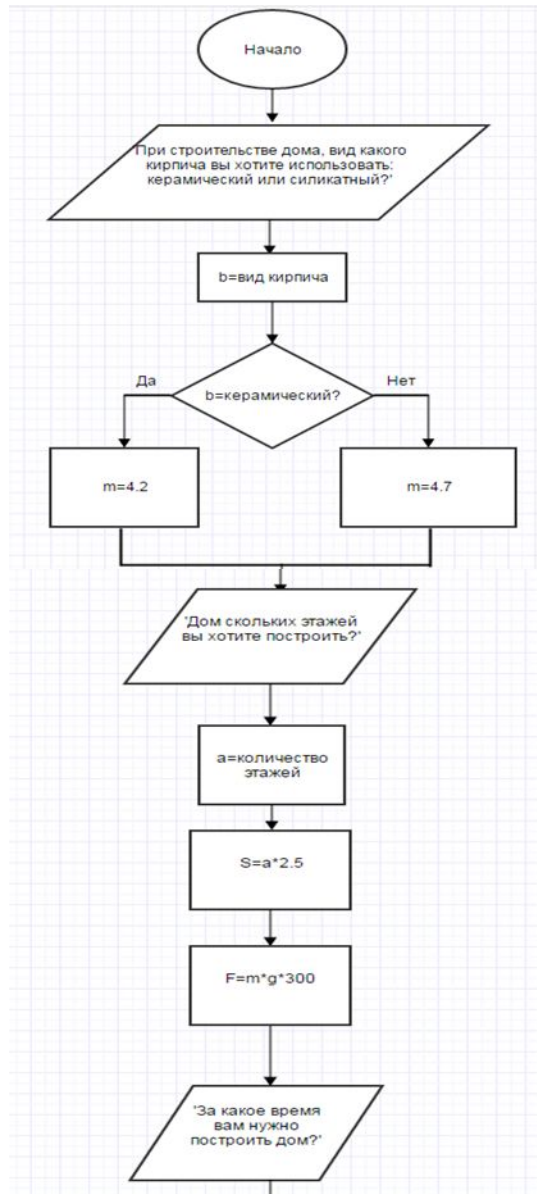 Начало
'При строительстве дома, вид какого
кирпича вы хотите использовать:
керамический или силикатный?'
b=вид кирпича
b=керамический?
Да
Нет
m=4.2
m=4.7
'Дом скольких этажей
вы хотите построить?'
a=количество
этажей
S=a*2.5
F=m*g*300
'За какое время
вам нужно
построить дом?'